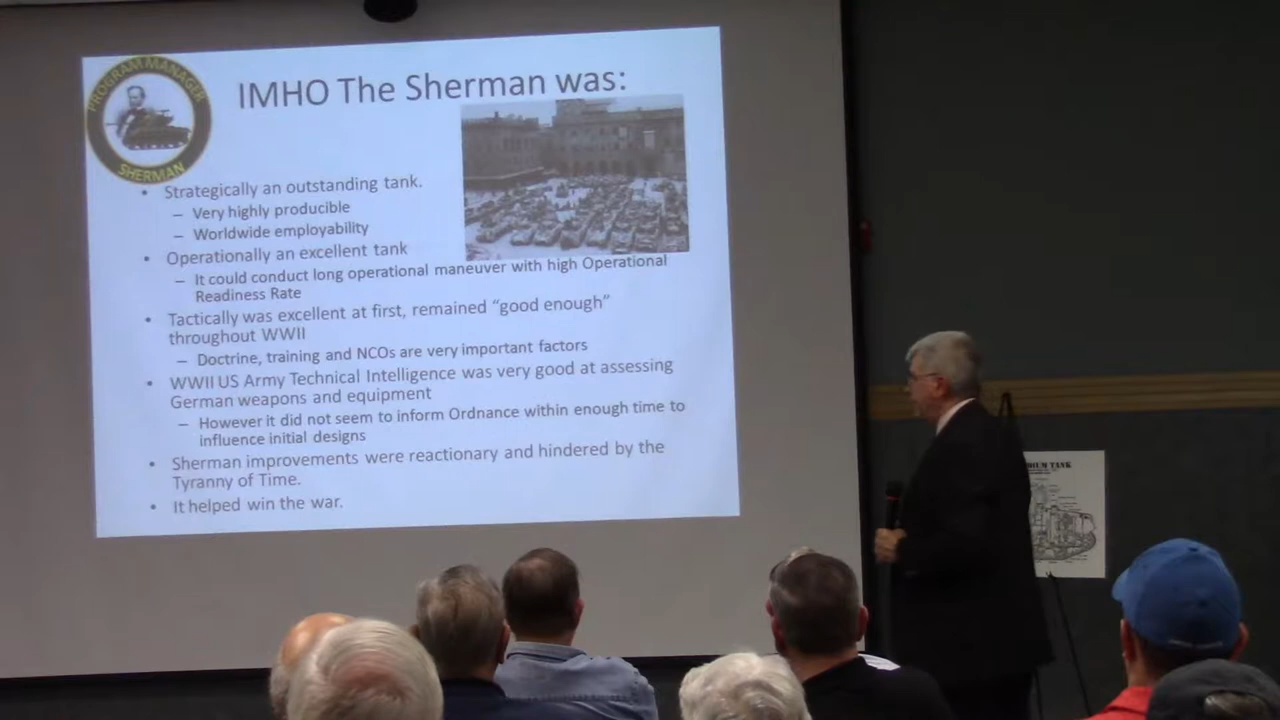 PROGRAM MANAGER
SHERMAN
IMHO The Sherman was:
• Strategically an outstanding tank.
– Very highly producible
– Worldwide employability
• Operationally an excellent tank
– It could conduct long operational maneuver with high Operational
Readiness Rate
• Tactically was excellent at first, remained “good enough”
throughout WWII
– Doctrine, training and NCOs are very important factors
• WWII US Army Technical Intelligence was very good at assessing
German weapons and equipment
– However it did not seem to inform Ordnance within enough time to
influence initial designs
• Sherman improvements were reactionary and hindered by the
Tyranny of Time.
• It helped win the war.
TANK